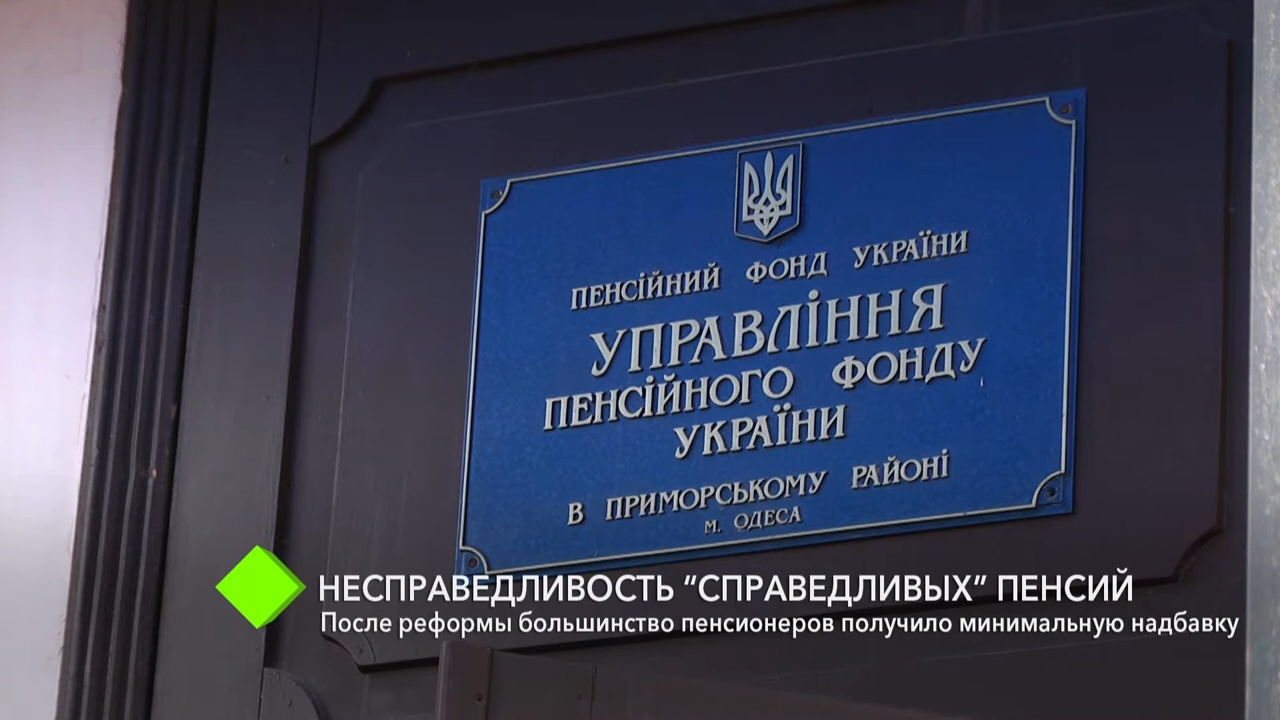 ПЕНСІЙНИЙ ФОНД УКРАЇНИ
УПРАВЛІННЯ
ПЕНСІЙНОГО ФОНДУ
УКРАЇНИ
В ПРИМОРСЬКОМУ РАЙОНІ
м. ОДЕСА
НЕСПРАВЕДЛИВОСТЬ “СПРАВЕДЛИВЫХ” ПЕНСИЙ
После реформы большинство пенсионеров получило минимальную надбавку